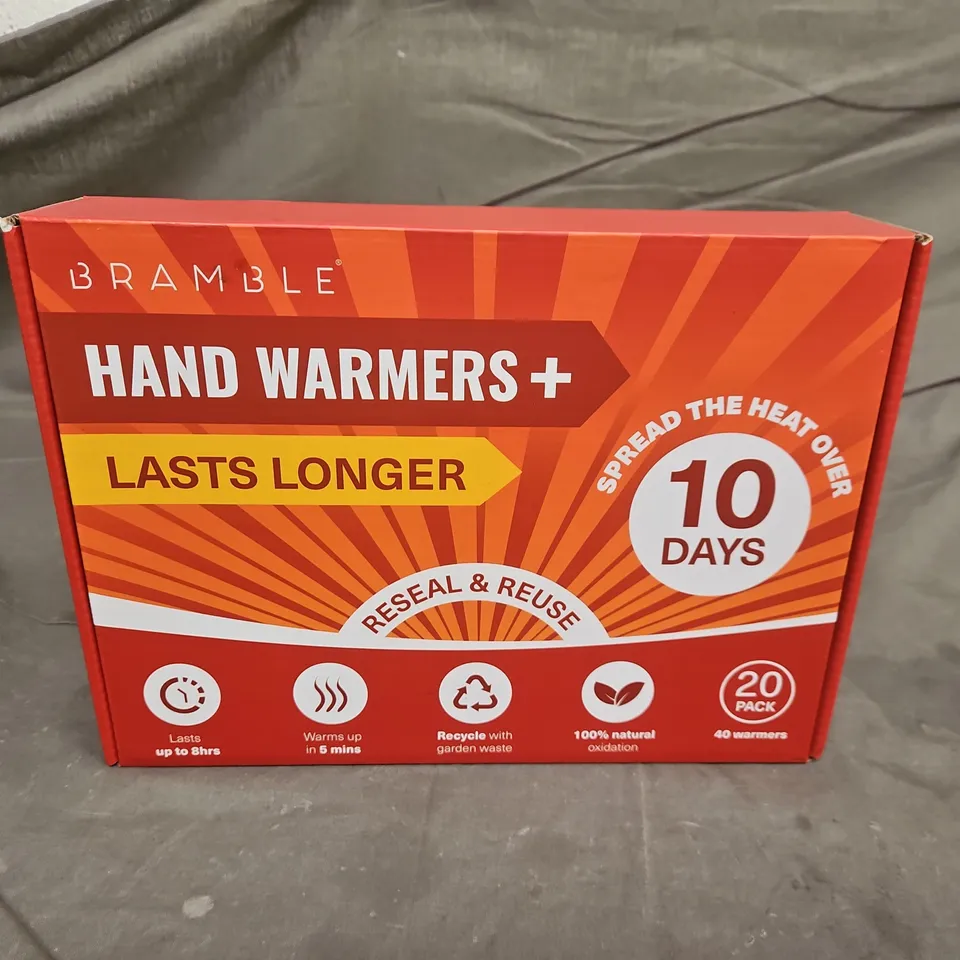 BRAMBLE®
HAND WARMERS +
LASTS LONGER
SPREAD THE HEAT OVER
10
DAYS
RESEAL & REUSE
Lasts
up to 8hrs
Warms up
in 5 mins
Recycle with
garden waste
100% natural
oxidation
20
PACK
40 warmers